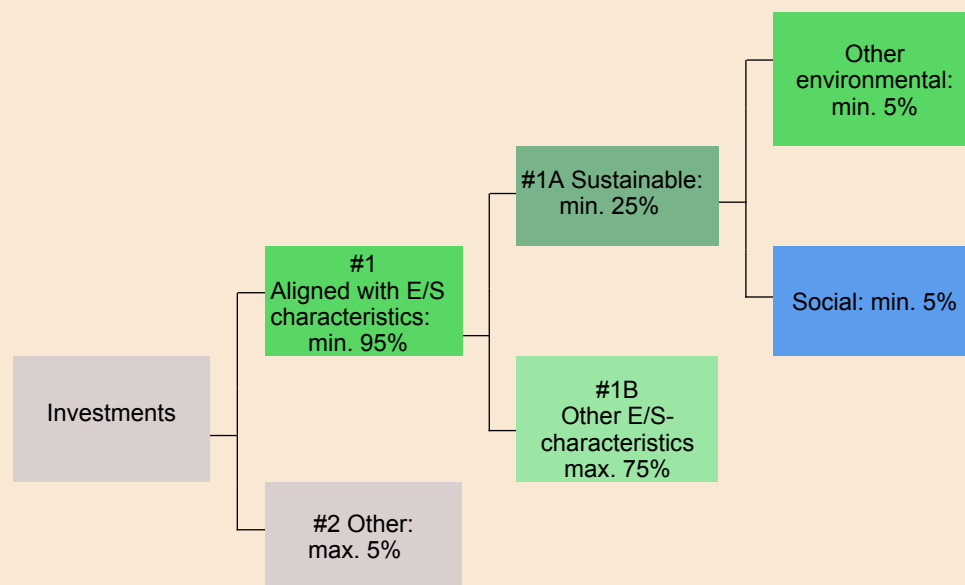 Investments
#1
Aligned with E/S
characteristics:
min. 95%
#2 Other:
max. 5%
#1A Sustainable:
min. 25%
#1B
Other E/S-
characteristics
max. 75%
Other
environmental:
min. 5%
Social: min. 5%